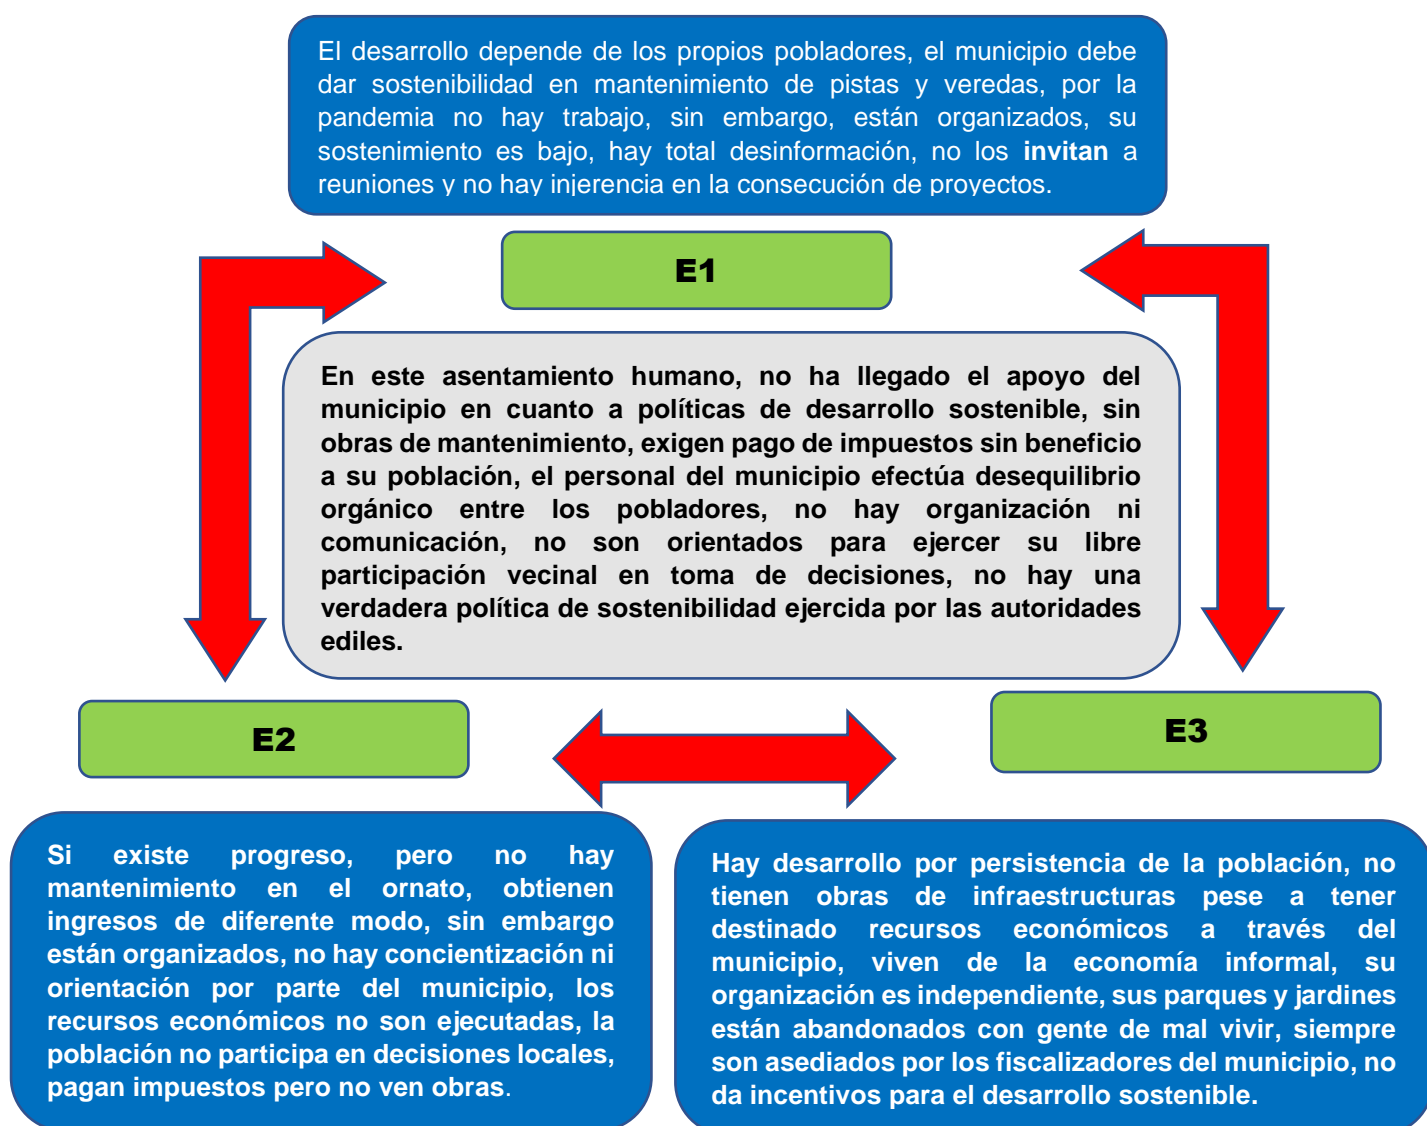 El desarrollo depende de los propios pobladores, el municipio debe
dar sostenibilidad en mantenimiento de pistas y veredas, por la
pandemia no hay trabajo, sin embargo, están organizados, su
sostenimiento es bajo, hay total desinformación, no los invitan a
reuniones y no hay injerencia en la consecución de proyectos.
E1
En este asentamiento humano, no ha llegado el apoyo del
municipio en cuanto a políticas de desarrollo sostenible, sin
obras de mantenimiento, exigen pago de impuestos sin beneficio
a su población, el personal del municipio efectúa desequilibrio
orgánico entre los pobladores, no hay organización ni
comunicación, no son orientados para ejercer su libre
participación vecinal en toma de decisiones, no hay una
verdadera política de sostenibilidad ejercida por las autoridades
ediles.
E2
E3
Si existe progreso, pero no hay
mantenimiento en el ornato, obtienen
ingresos de diferente modo, sin embargo
están organizados, no hay concientización ni
orientación por parte del municipio, los
recursos económicos no son ejecutadas, la
población no participa en decisiones locales,
pagan impuestos pero no ven obras.
Hay desarrollo por persistencia de la población, no
tienen obras de infraestructuras pese a tener
destinado recursos económicos a través del
municipio, viven de la economía informal, su
organización es independiente, sus parques y jardines
están abandonados con gente de mal vivir, siempre
son asediados por los fiscalizadores del municipio, no
da incentivos para el desarrollo sostenible.